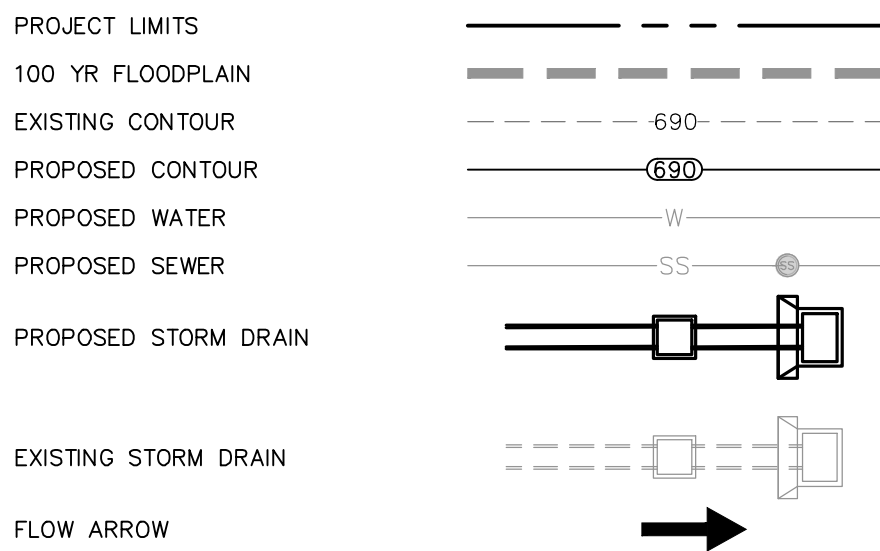 PROJECT LIMITS
100 YR FLOODPLAIN
EXISTING CONTOUR 690
PROPOSED CONTOUR 690
PROPOSED WATER W
PROPOSED SEWER SS SS
PROPOSED STORM DRAIN
EXISTING STORM DRAIN
FLOW ARROW